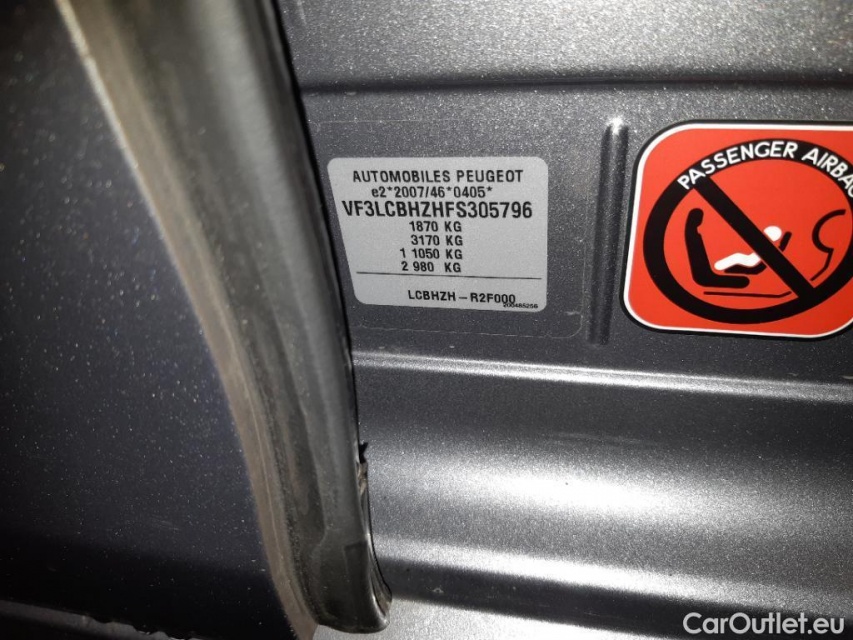 AUTOMOBILES PEUGEOT
e2*2007/46*0405*
VF3LCBHZHFS305796
1870 KG
3170 KG
1 1050 KG
2 980 KG
LCBHZH - R2F000
200485256
PASSENGER AIRBAG
CarOutlet.eu